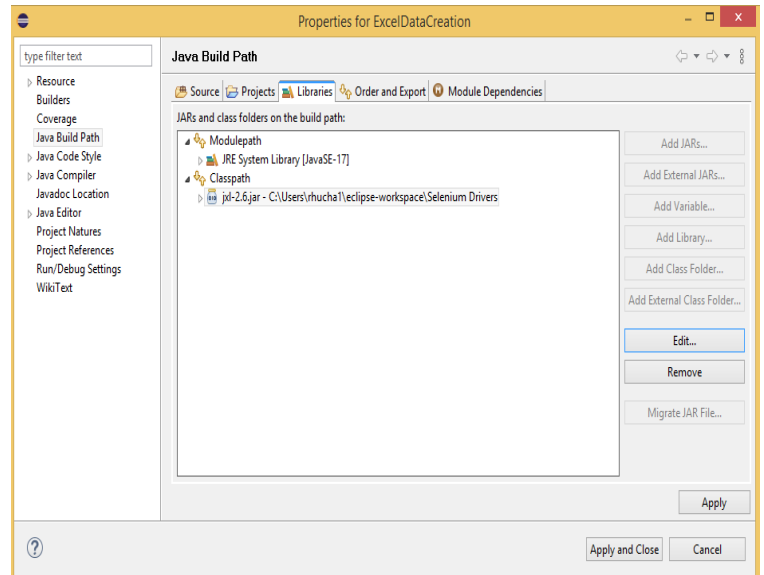 Properties for ExcelDataCreation
type filter text
Resource
Builders
Coverage
Java Build Path
Java Code Style
Java Compiler
Javadoc Location
Java Editor
Project Natures
Project References
Run/Debug Settings
WikiText
Java Build Path
Source Projects Libraries Order and Export Module Dependencies
JARs and class folders on the build path:
Modulepath
JRE System Library [JavaSE-17]
Classpath
jxl-2.6.jar - C:\Users\rhucha1\eclipse-workspace\Selenium Drivers
Add JARs...
Add External JARs...
Add Variable...
Add Library...
Add Class Folder...
Add External Class Folder...
Edit...
Remove
Migrate JAR File...
Apply
Apply and Close Cancel